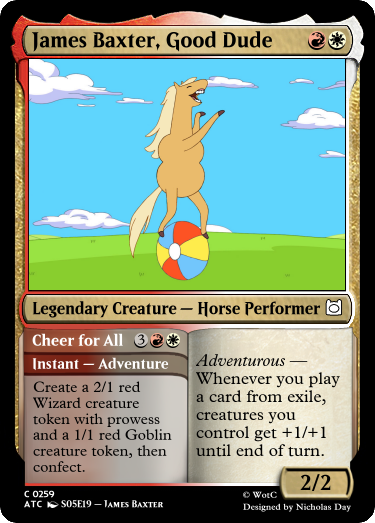 James Baxter, Good Dude
Legendary Creature — Horse Performer
Cheer for All 3
Instant — Adventure
Create a 2/1 red
Wizard creature
token with prowess
and a 1/1 red Goblin
creature token, then
confect.
Adventurous —
Whenever you play
a card from exile,
creatures you
control get +1/+1
until end of turn.
2/2
C 0259
ATC S05E19 — James Baxter
© WotC
Designed by Nicholas Day